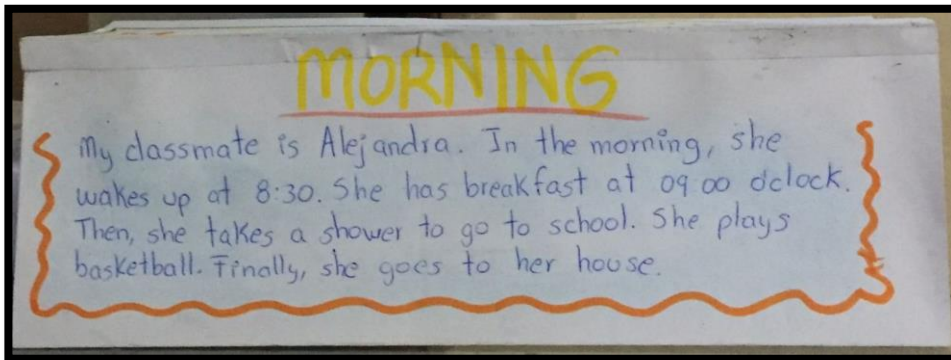 MORNING
My classmate is Alejandra. In the morning, she
wakes up at 8:30. She has breakfast at 09:00 o'clock.
Then, she takes a shower to go to school. She plays
basketball. Finally, she goes to her house.